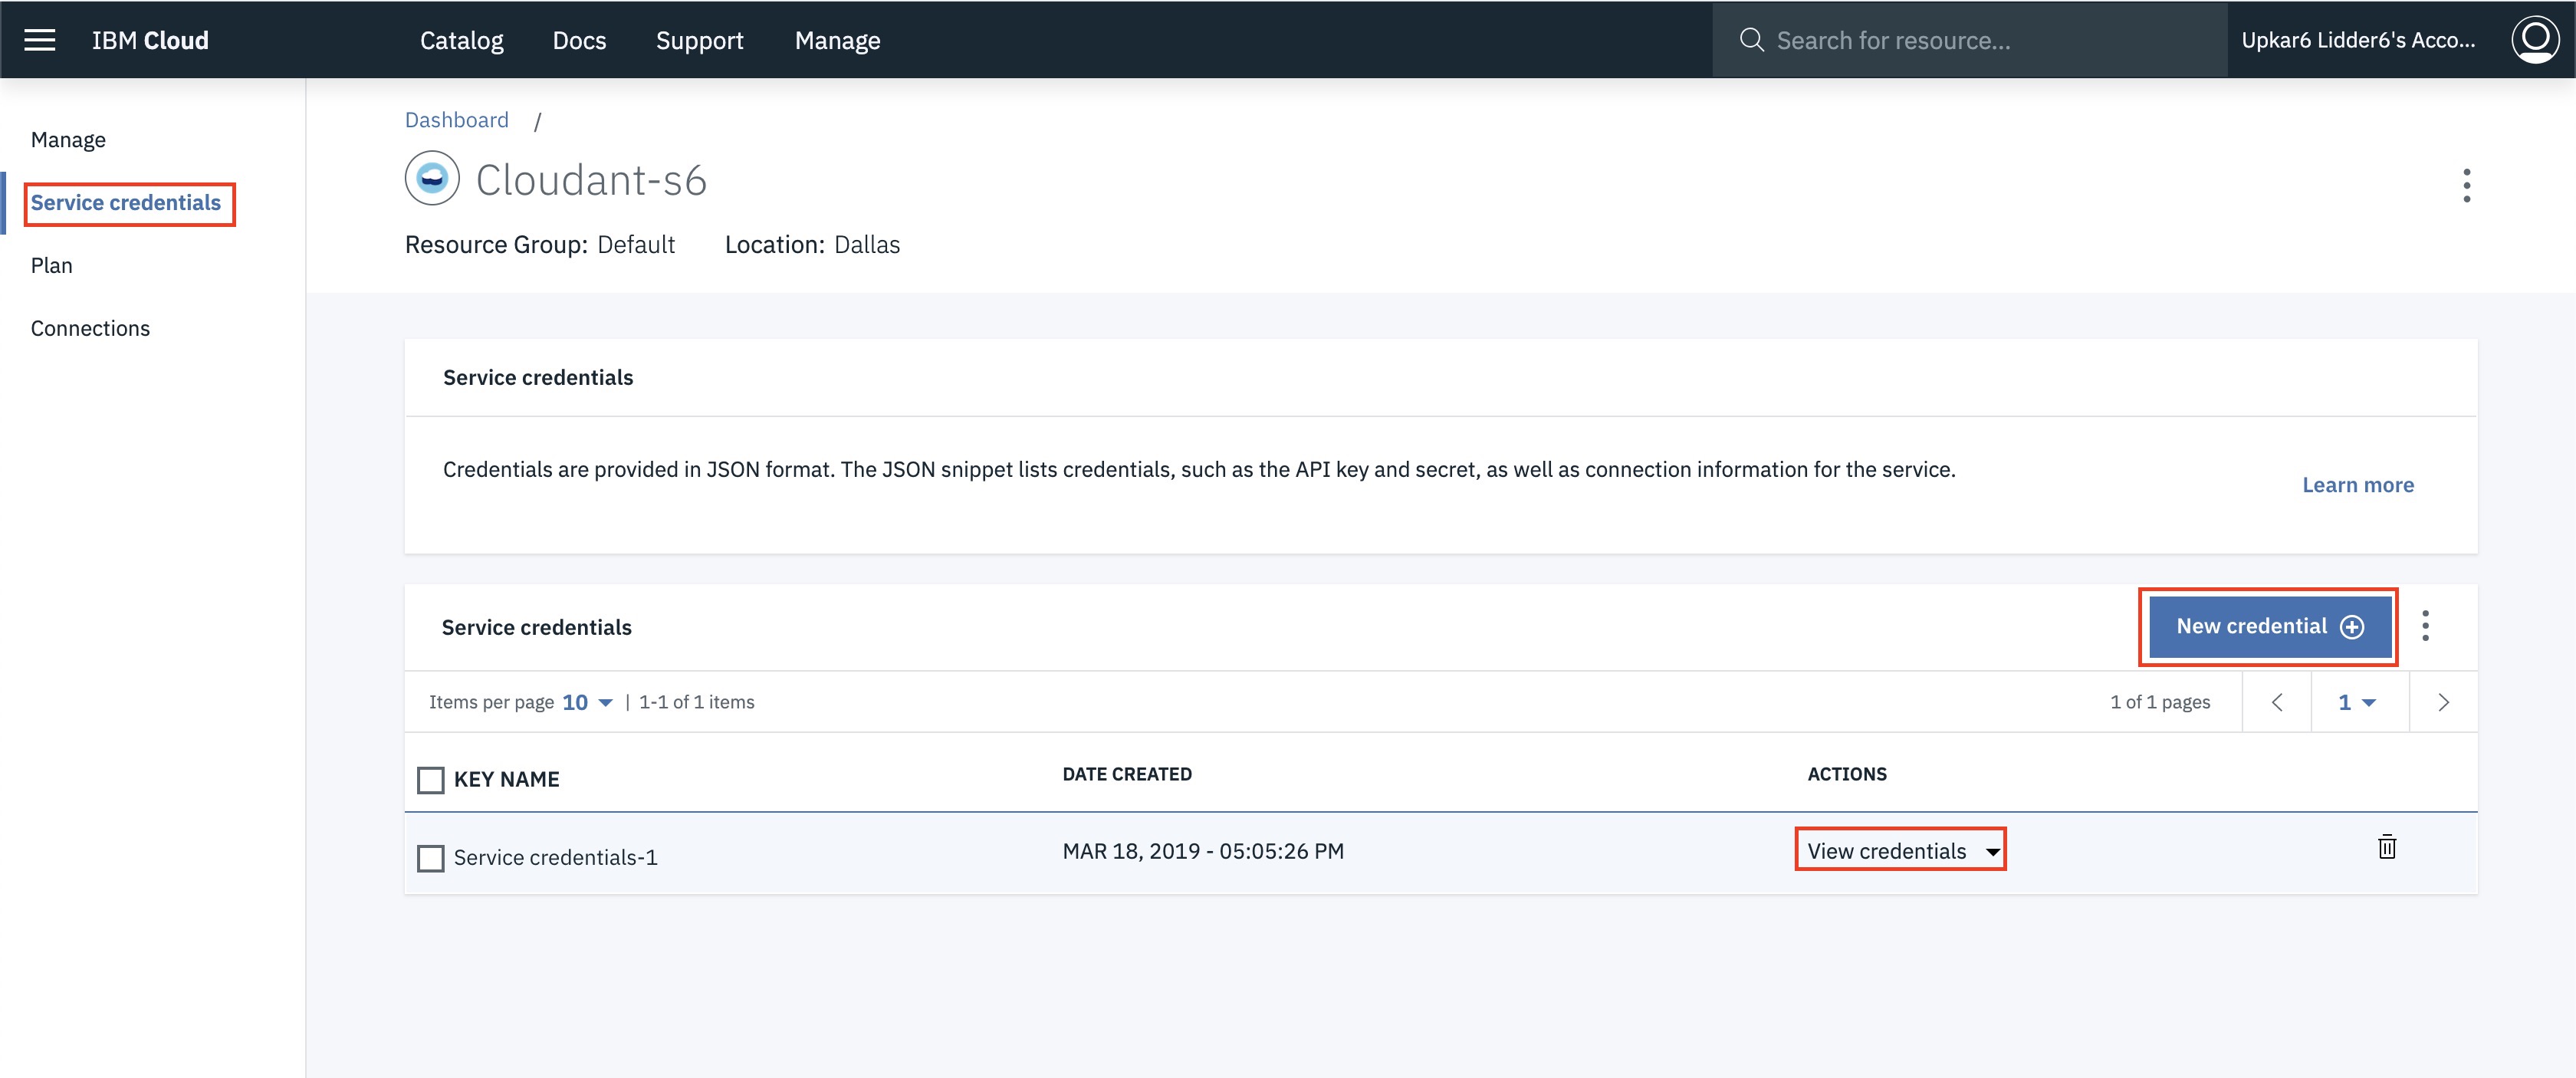 IBM Cloud Catalog Docs Support Manage Search for resource... Upkar6 Lidder6's Acco...
Manage
Service credentials
Plan
Connections
Dashboard /
Cloudant-s6
Resource Group: Default Location: Dallas
Service credentials
Credentials are provided in JSON format. The JSON snippet lists credentials, such as the API key and secret, as well as connection information for the service.
Learn more
Service credentials New credential
Items per page 10 | 1-1 of 1 items 1 of 1 pages 1
KEY NAME DATE CREATED ACTIONS
Service credentials-1 MAR 18, 2019 - 05:05:26 PM View credentials